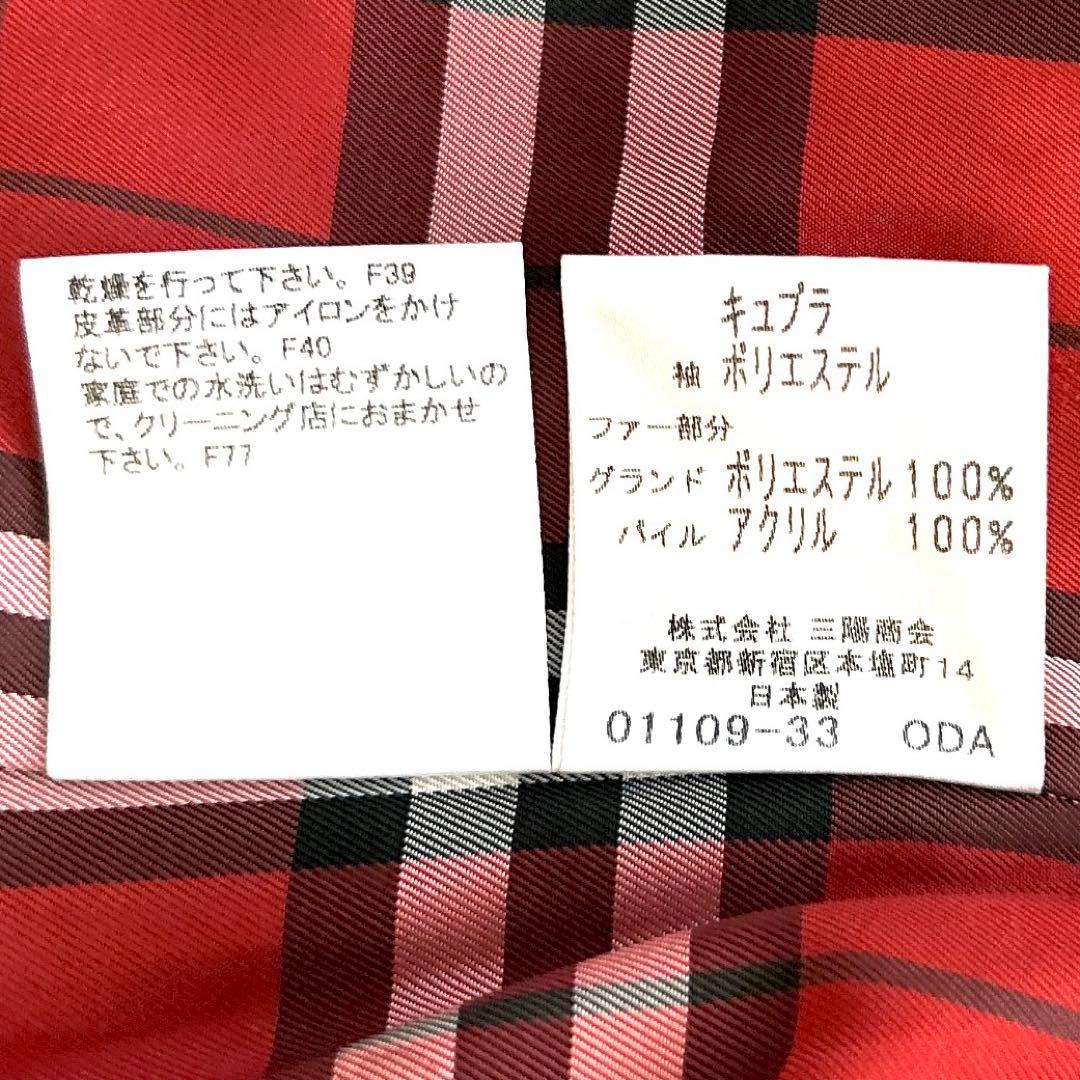 乾燥を行って下さい。F39
皮革部分にはアイロンをかけ
ないで下さい。F40
家庭での水洗いはむずかしいの
で、クリーニング店におまかせ
下さい。F77
キュプラ
袖 ポリエステル
ファー部分
グランド ポリエステル 100%
パイル アクリル 100%
株式会社 三陽商会
東京都新宿区本塩町14
日本製
01109-33 ODA